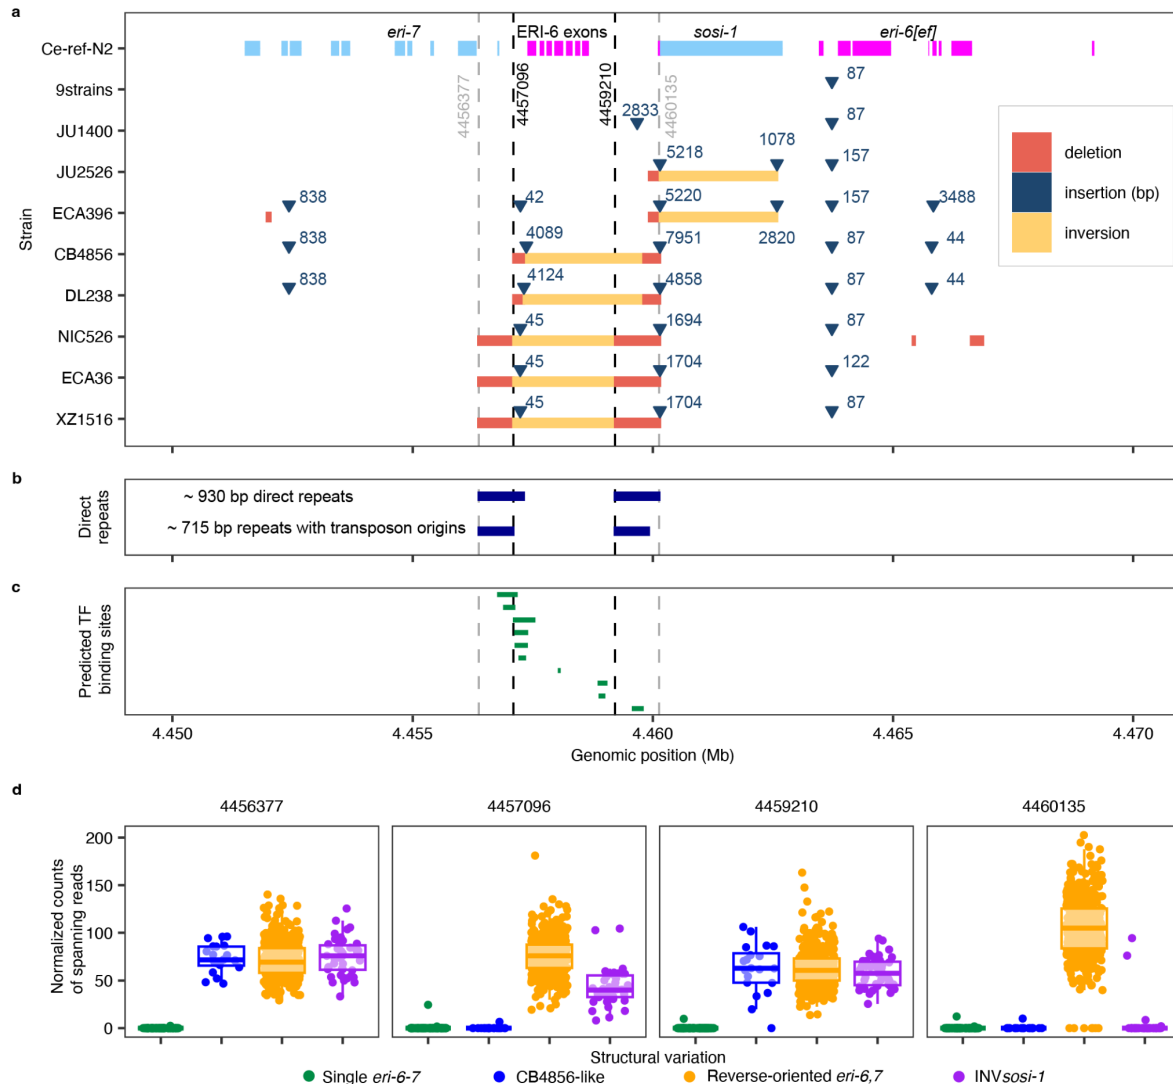 a
eri-7 ERI-6 exons sosi-1 eri-6[ef]
Strain
Ce-ref-N2
9strains
JU1400
JU2526
ECA396
CB4856
DL238
NIC526
ECA36
XZ1516
4456377
4457096
4459210
4460135
87
2833 87
5218 1078 157
838 42 5220 2820 157 3488
838 4089 7951 87 44
838 4124 4858 87 44
45 1694 87
45 1704 122
45 1704 87
deletion
insertion (bp)
inversion
b
Direct repeats
~ 930 bp direct repeats
~ 715 bp repeats with transposon origins
c
Predicted TF binding sites
4.450 4.455 4.460 4.465 4.470
Genomic position (Mb)
d
4456377 4457096 4459210 4460135
Normalized counts of spanning reads
200
150
100
50
0
Structural variation
Single eri-6-7 CB4856-like Reverse-oriented eri-6,7 INVsosi-1